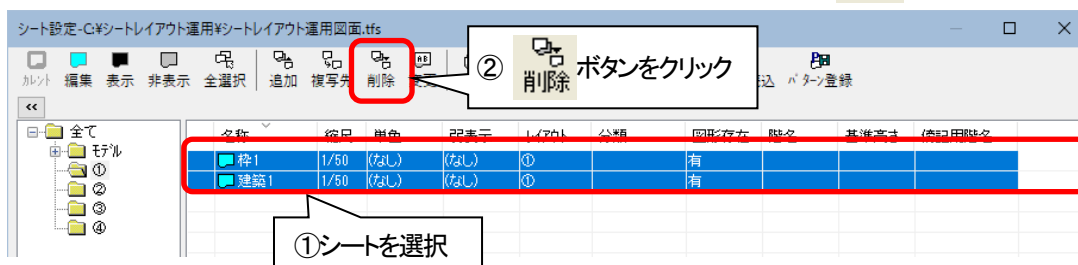 シート設定-C:¥シートレイアウト運用¥シートレイアウト運用図面.tfs
カレント 編集 表示 非表示 全選択 追加 複写先 削除 変更
② 削除 ボタンをクリック
込 パターン登録
<<
全て
モデル
①
②
③
④
名称 縮尺 単色 弱表示 レイアウト 分類 図形存在 階名 基準高さ 傍記用階名
枠1 1/50 (なし) (なし) ① 有
建築1 1/50 (なし) (なし) ① 有
①シートを選択